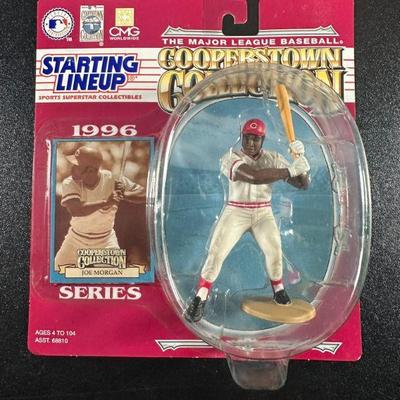 CMG
WORLDWIDE
THE MAJOR LEAGUE BASEBALL®
STARTING
LINEUP
SPORTS SUPERSTAR COLLECTIBLES
COOPERSTOWN
COLLECTION
1996
COOPERSTOWN
COLLECTION
JOE MORGAN
SERIES
AGES 4 TO 104
ASST. 68810